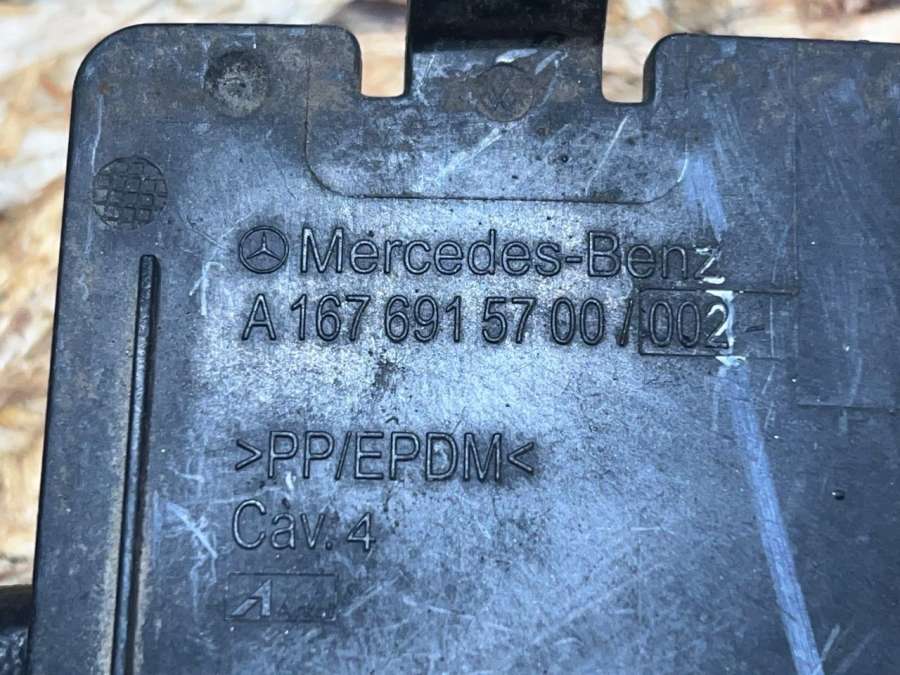 Mercedes-Benz
A 167 691 57 00 / 002 -
>PP/EPDM<
Cav. 4